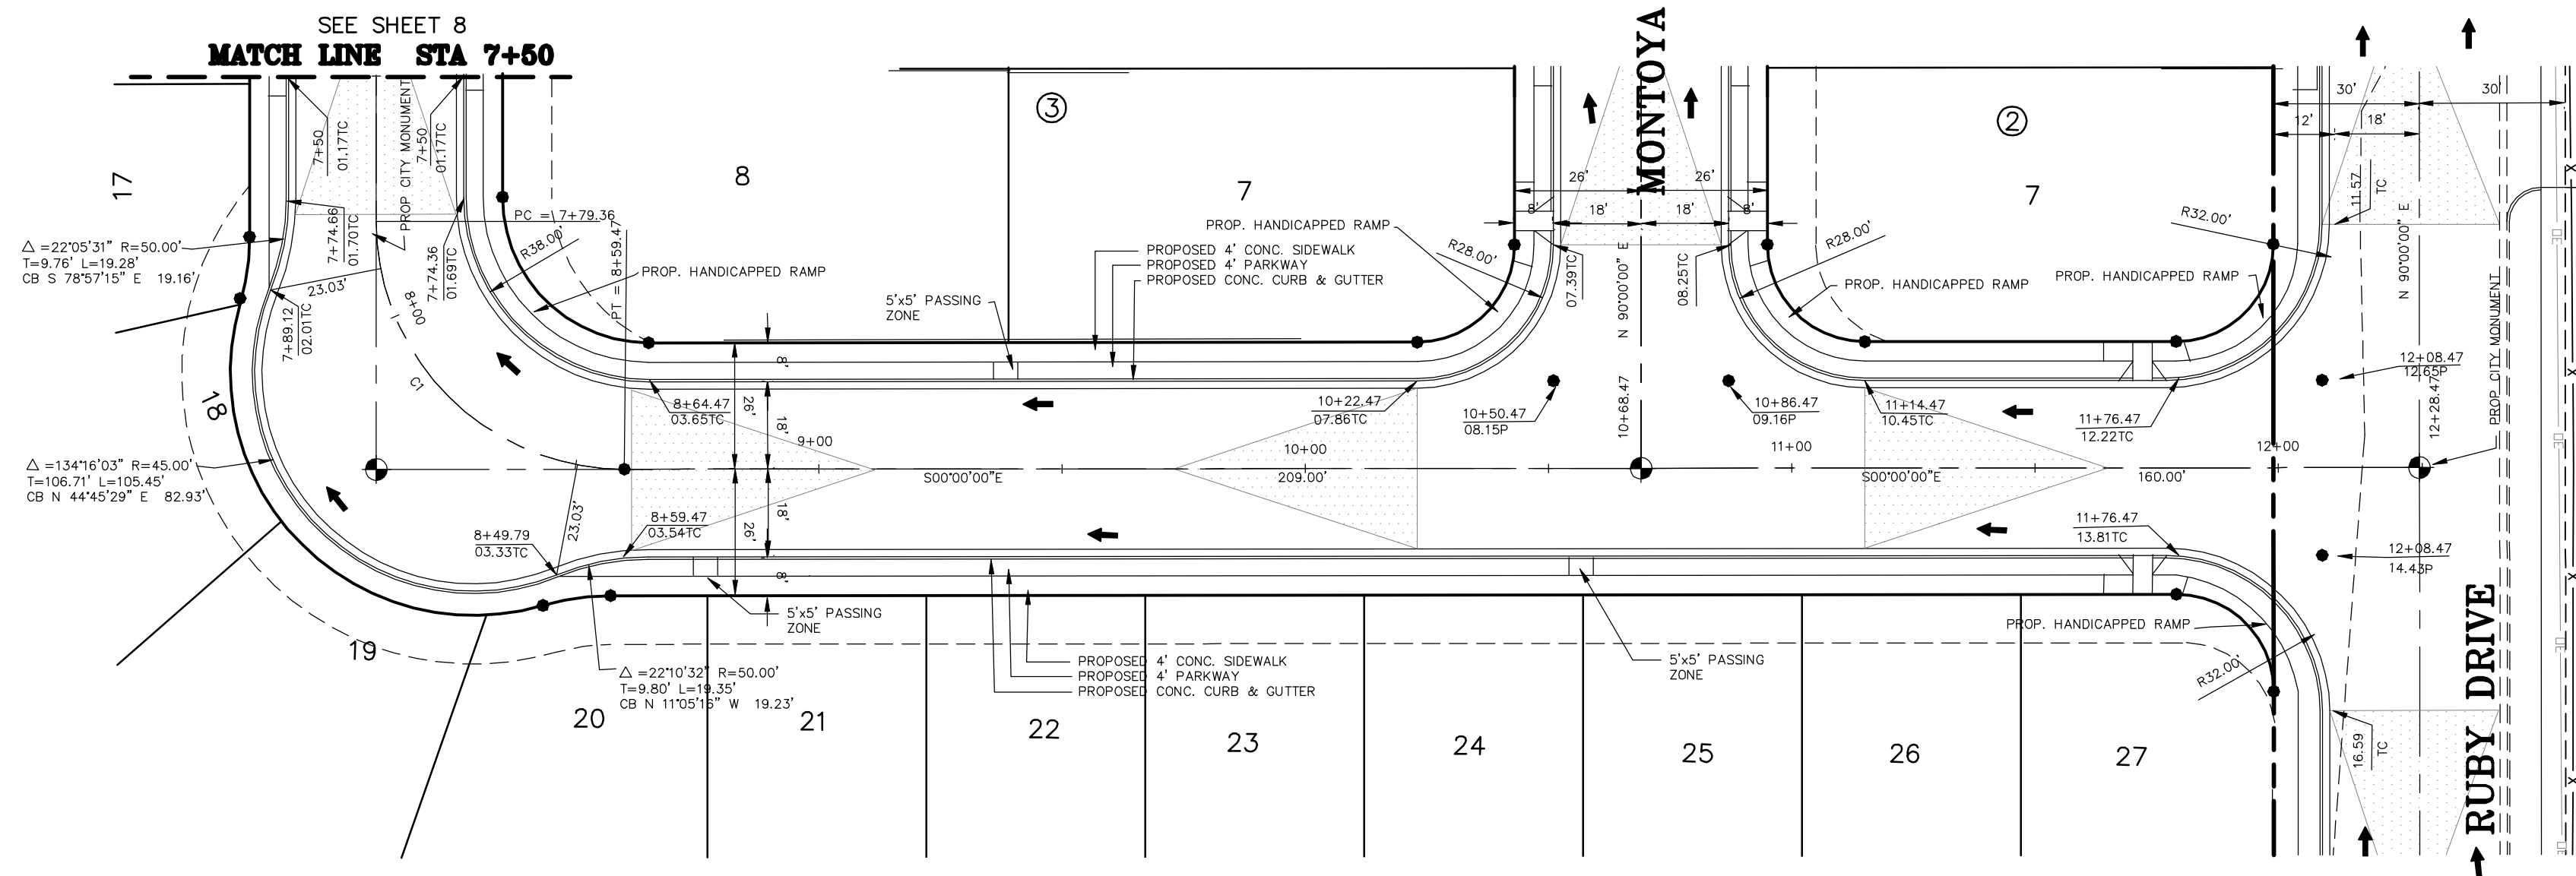 SEE SHEET 8
MATCH LINE STA 7+50
7+50
01.17TC
PROP CITY MONUMENT
7+50
01.17TC
17
△ =22°05'31" R=50.00'
T=9.76' L=19.28'
CB S 78°57'15" E 19.16'
7+74.66
01.70TC
23.03'
7+89.12
02.01TC
8+00
7+74.36
01.69TC
PC = 7+79.36
R38.00'
PT = 8+59.47
PROP. HANDICAPPED RAMP
C1
8
3
7
5'x5' PASSING
ZONE
PROP. HANDICAPPED RAMP
PROPOSED 4' CONC. SIDEWALK
PROPOSED 4' PARKWAY
PROPOSED CONC. CURB & GUTTER
R28.00'
MONTOYA
26'
26'
8'
18'
18'
8'
07.39TC
N 90°00'00" E
08.25TC
2
7
R28.00'
PROP. HANDICAPPED RAMP
PROP. HANDICAPPED RAMP
R32.00'
30'
30'
12'
18'
11.57
TC
N 90°00'00" E
PROP CITY MONUMENT
18
△ =134°16'03" R=45.00'
T=106.71' L=105.45'
CB N 44°45'29" E 82.93'
8'
26'
18'
8+64.47
03.65TC
9+00
10+22.47
07.86TC
10+00
10+50.47
08.15P
10+68.47
10+86.47
09.16P
11+14.47
10.45TC
11+00
11+76.47
12.22TC
12+00
12+08.47
12.65P
12+28.47
S00°00'00"E
209.00'
S00°00'00"E
160.00'
8+49.79
03.33TC
23.03'
8+59.47
03.54TC
18'
26'
8'
11+76.47
13.81TC
12+08.47
14.43P
5'x5' PASSING
ZONE
△ =22°10'32" R=50.00'
T=9.80' L=19.35'
CB N 11°05'16" W 19.23'
PROPOSED 4' CONC. SIDEWALK
PROPOSED 4' PARKWAY
PROPOSED CONC. CURB & GUTTER
5'x5' PASSING
ZONE
PROP. HANDICAPPED RAMP
R32.00'
16.59
TC
RUBY DRIVE
19
20
21
22
23
24
25
26
27
X
X
X
X